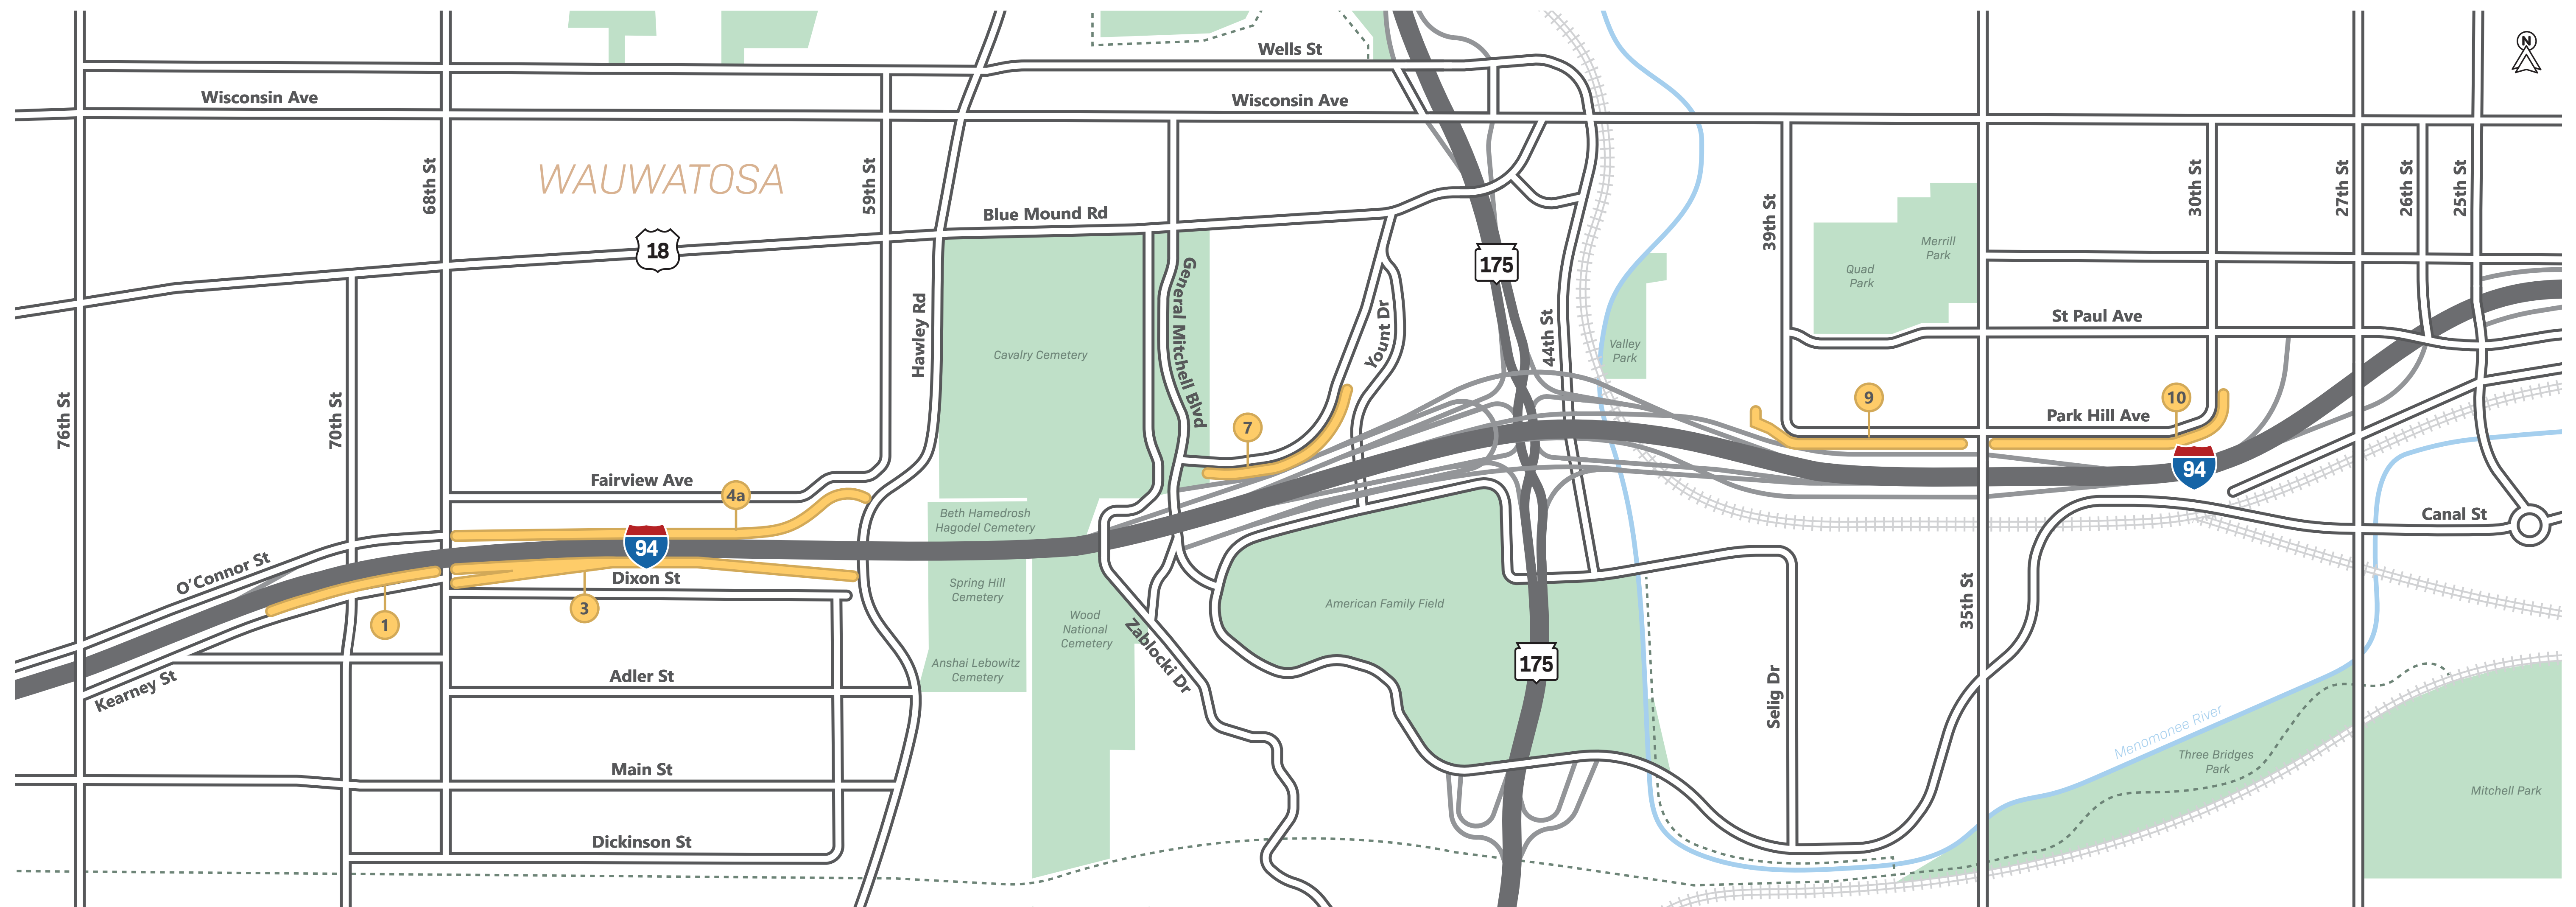 Wells St
N
Wisconsin Ave
Wisconsin Ave
68th St
WAUWATOSA
59th St
Blue Mound Rd
39th St
30th St
27th St
26th St
25th St
18
175
Merrill
Park
Quad
Park
General Mitchell Blvd
Hawley Rd
Yount Dr
44th St
St Paul Ave
Cavalry Cemetery
Valley
Park
76th St
70th St
9
10
Park Hill Ave
7
94
Fairview Ave
4a
Beth Hamedrosh
Hagodel Cemetery
Canal St
94
O'Connor St
Dixon St
Spring Hill
Cemetery
35th St
3
1
American Family Field
Wood
National
Cemetery
Zablocki Dr
175
Anshai Lebowitz
Cemetery
Adler St
Kearney St
Selig Dr
Menomonee River
Three Bridges
Park
Main St
Mitchell Park
Dickinson St